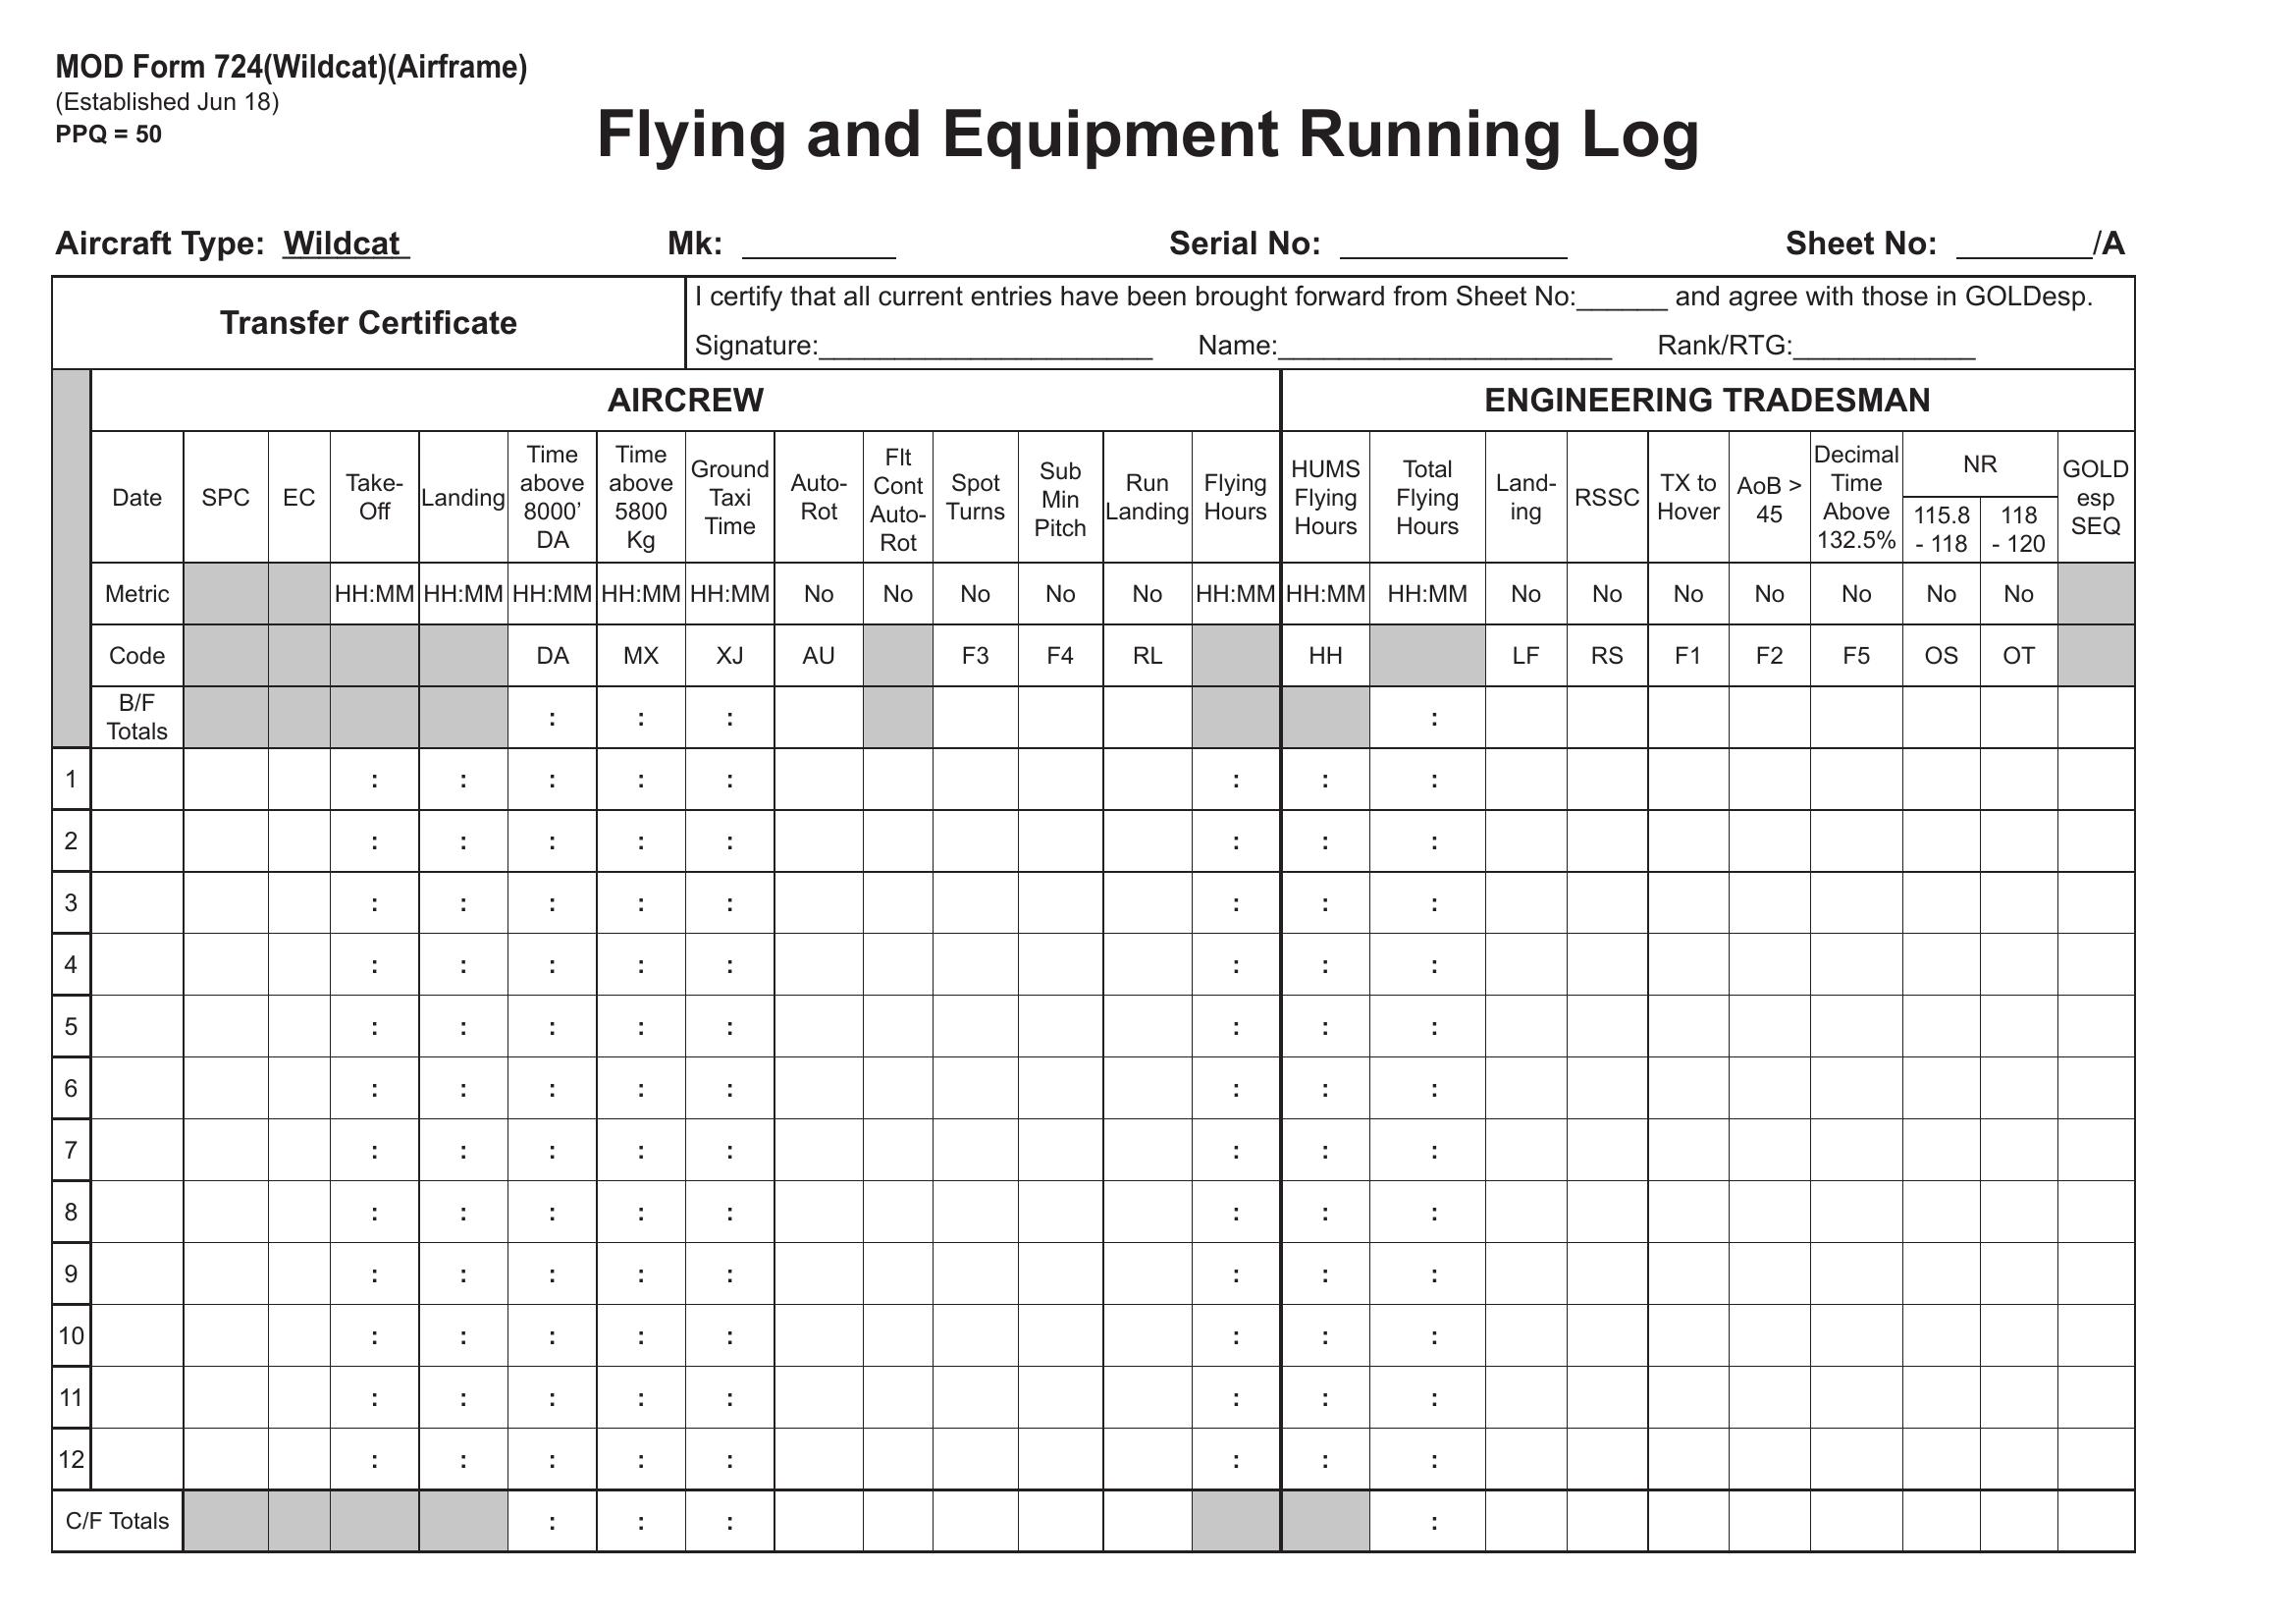 MOD Form 724(Wildcat)(Airframe)
(Established Jun 18)
PPQ = 50
Flying and Equipment Running Log
Aircraft Type: Wildcat Mk: __________ Serial No: __________ Sheet No: ________/A
Transfer Certificate
I certify that all current entries have been brought forward from Sheet No:______ and agree with those in GOLDesp.
Signature:______________________ Name:______________________ Rank/RTG:____________
AIRCREW ENGINEERING TRADESMAN
Date SPC EC Take-Off Landing Time above 8000’ DA Time above 5800 Kg Ground Taxi Time Auto-Rot Flt Cont Auto-Rot Spot Turns Sub Min Pitch Run Landing Flying Hours HUMS Flying Hours Total Flying Hours Land-ing RSSC TX to Hover AoB > 45 Decimal Time Above 132.5% NR 115.8 - 118 118 - 120 GOLD esp SEQ
Metric HH:MM HH:MM HH:MM HH:MM HH:MM No No No No No HH:MM HH:MM HH:MM No No No No No No No
Code DA MX XJ AU F3 F4 RL HH LF RS F1 F2 F5 OS OT
B/F Totals : : : :
1 : : : : : : : :
2 : : : : : : : :
3 : : : : : : : :
4 : : : : : : : :
5 : : : : : : : :
6 : : : : : : : :
7 : : : : : : : :
8 : : : : : : : :
9 : : : : : : : :
10 : : : : : : : :
11 : : : : : : : :
12 : : : : : : : :
C/F Totals : : : :